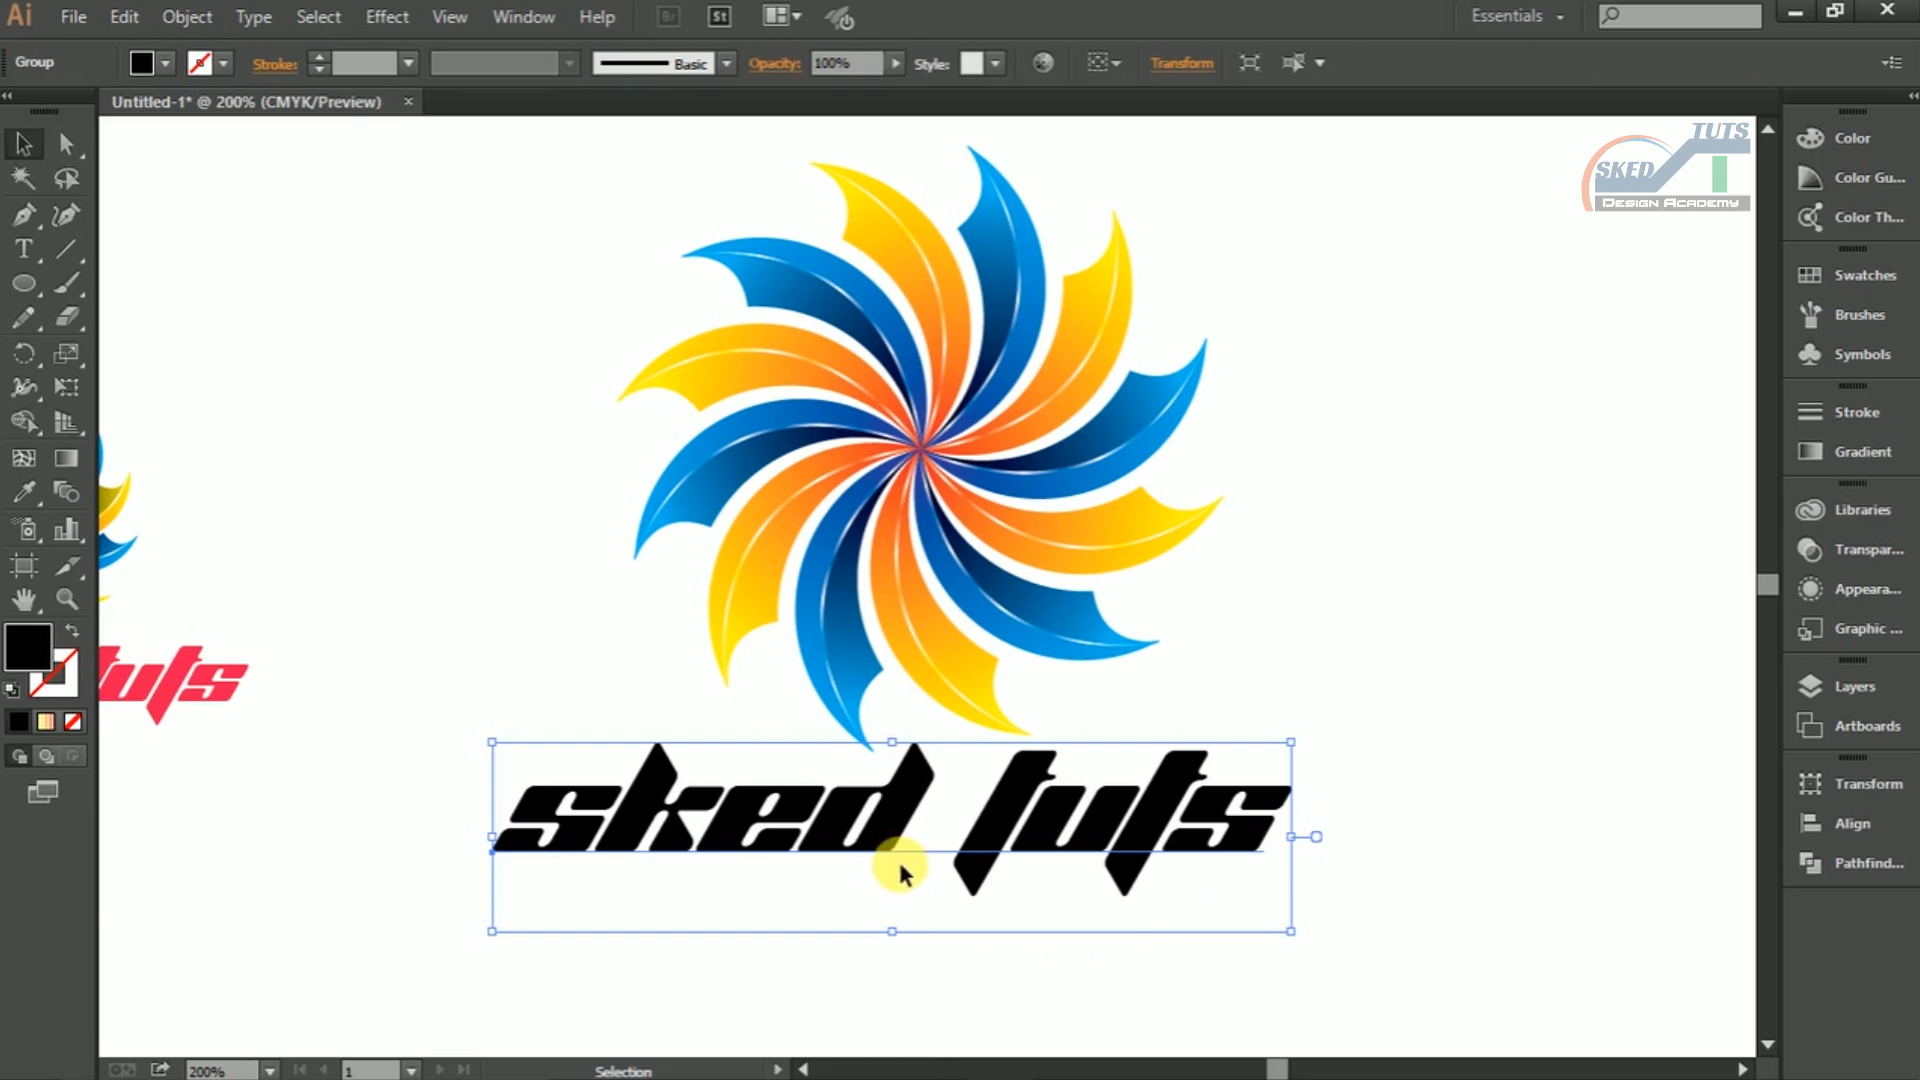 Ai File Edit Object Type Select Effect View Window Help Br St Essentials
Group Stroke: Basic Opacity: 100% Style: Transform
Untitled-1* @ 200% (CMYK/Preview) ×
TUTS
SKED
Design Academy
Color
Color Gu...
Color Th...
Swatches
Brushes
Symbols
Stroke
Gradient
Libraries
Transpar...
Appeara...
Graphic ...
Layers
Artboards
Transform
Align
Pathfind...
tuts
sked tuts
200% 1 Selection